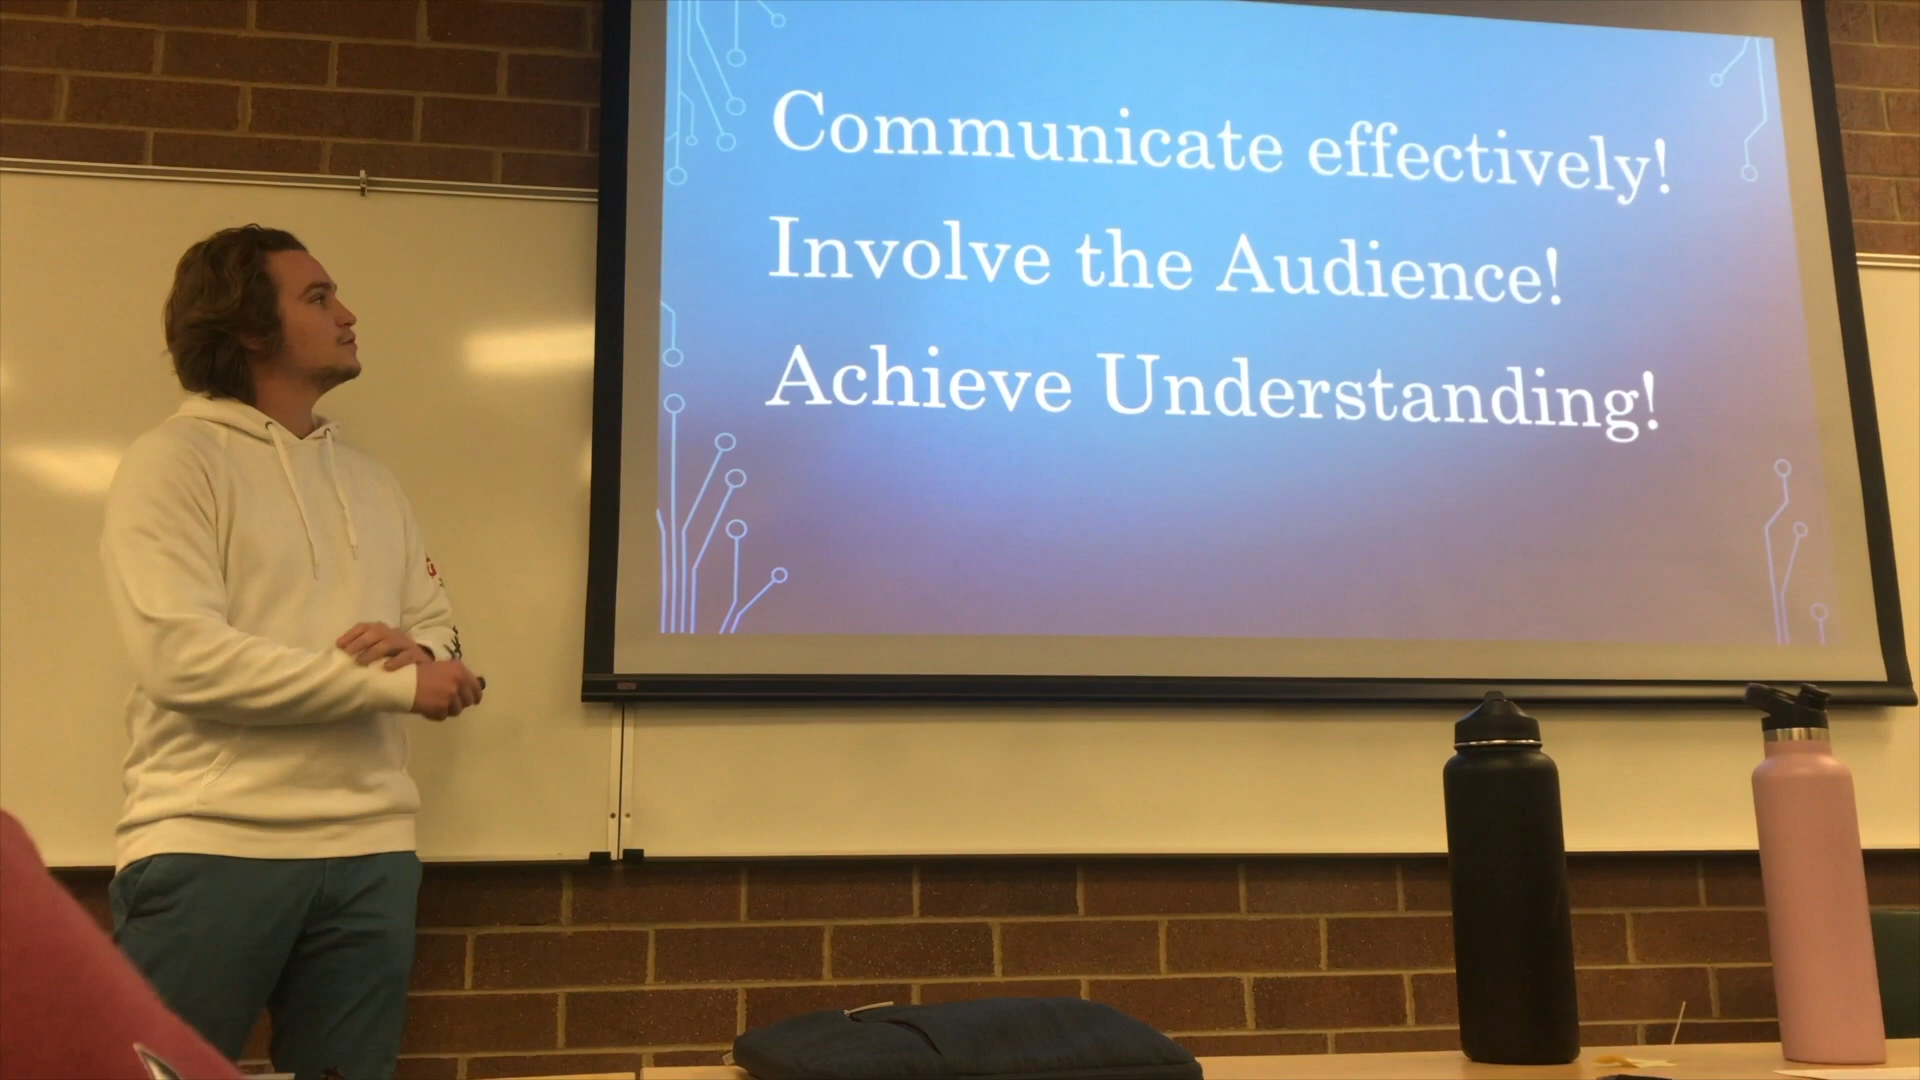 Communicate effectively!
Involve the Audience!
Achieve Understanding!